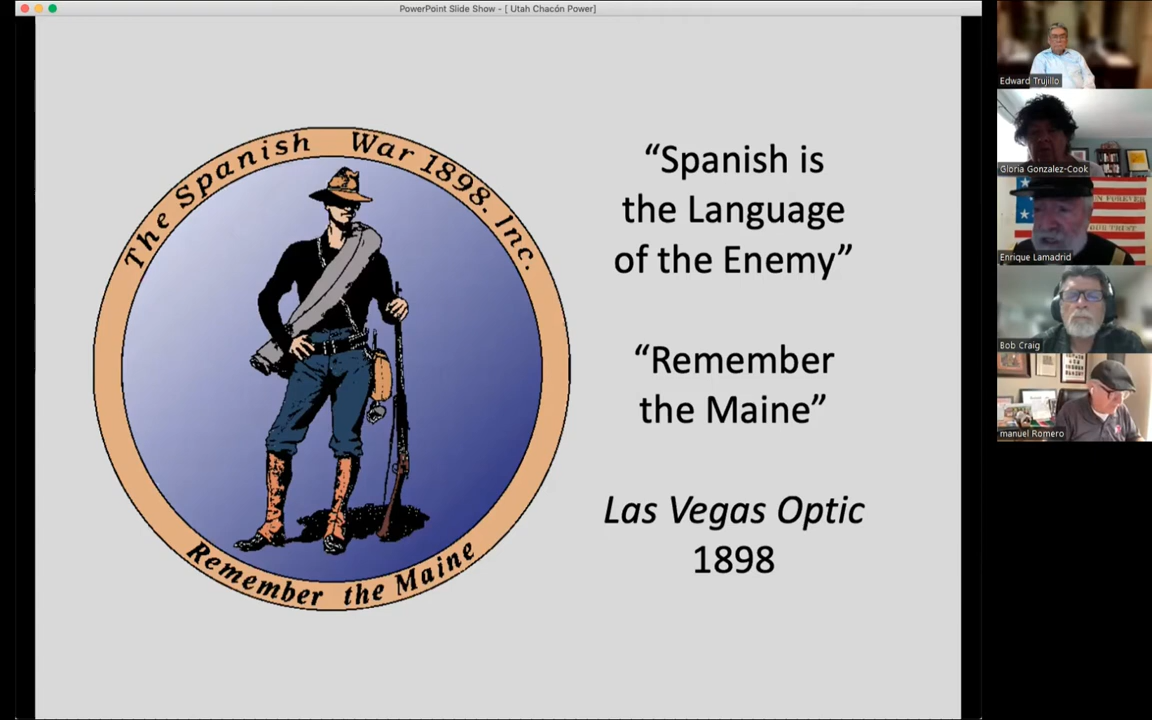 PowerPoint Slide Show - [ Utah Chacón Power]
The Spanish War 1898. Inc.
Remember the Maine
“Spanish is
the Language
of the Enemy”
“Remember
the Maine”
Las Vegas Optic
1898
Edward Trujillo
Gloria Gonzalez-Cook
Enrique Lamadrid
Bob Craig
manuel Romero